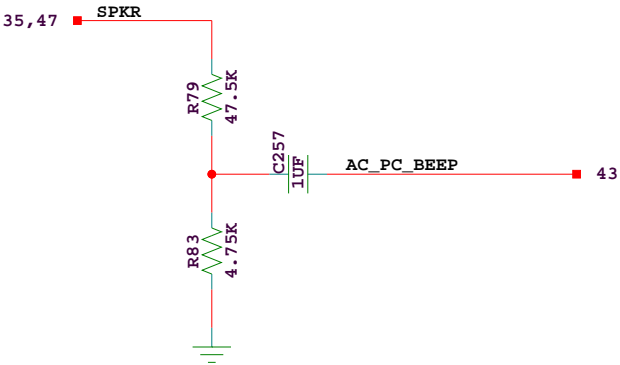 SPKR
35,47
R79
47.5K
C257
1UF
AC_PC_BEEP
43
R83
4.75K